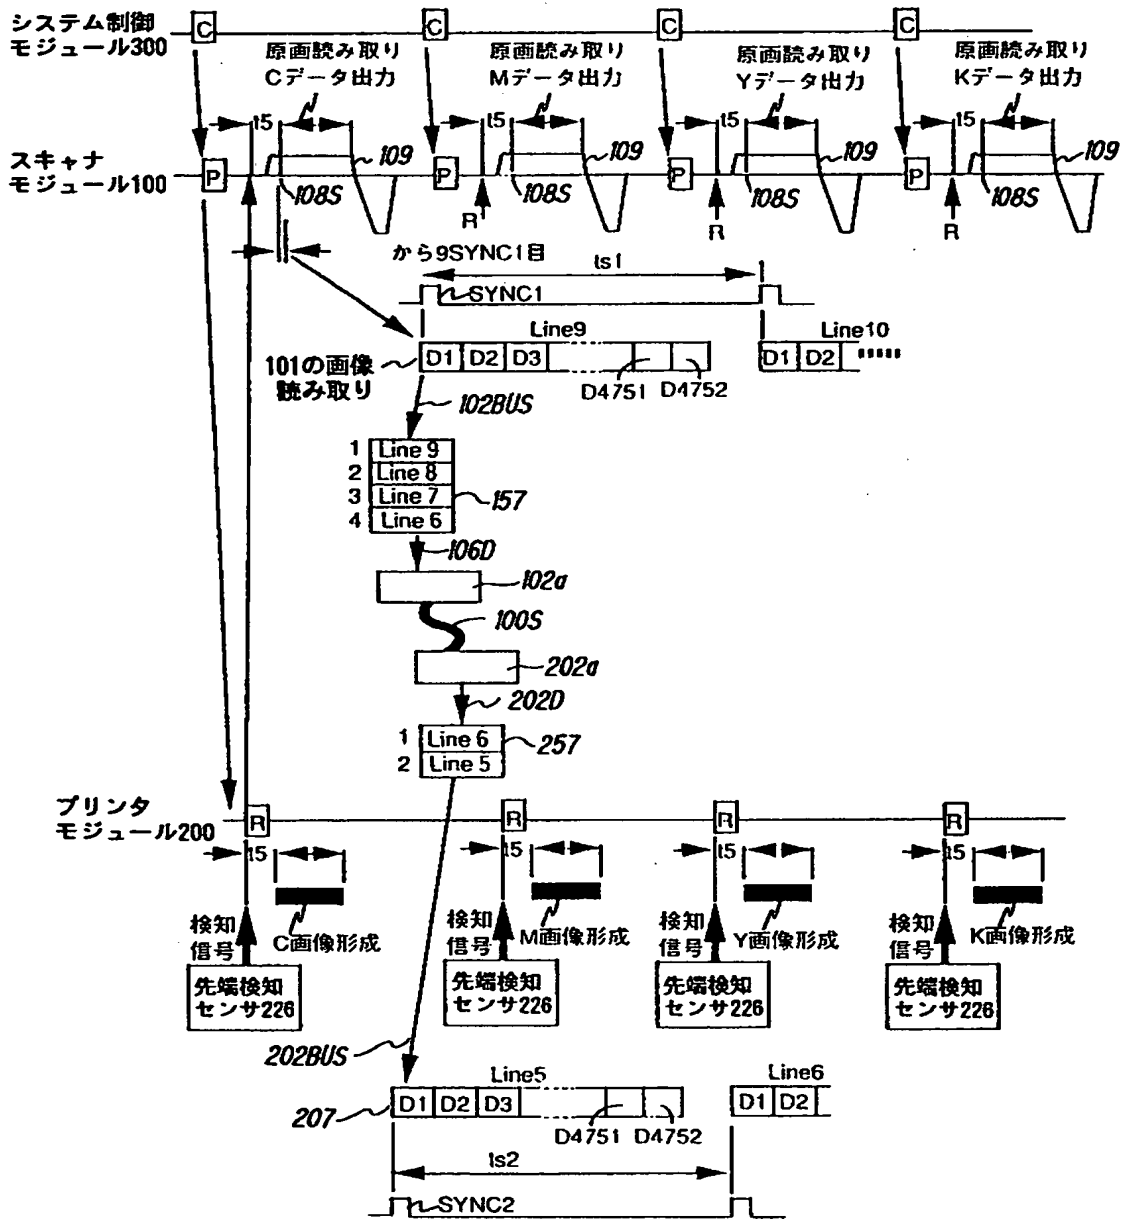 システム制御
モジュール300
C
C
C
C
原画読み取り
Cデータ出力
原画読み取り
Mデータ出力
原画読み取り
Yデータ出力
原画読み取り
Kデータ出力
t5
t5
t5
t5
スキャナ
モジュール100
P
P
P
P
109
109
109
109
108S
108S
108S
108S
R
R
R
から9SYNC1目
ts1
SYNC1
Line9
Line10
101の画像
読み取り
D1 D2 D3
D1 D2
D4751 D4752
102BUS
1 Line 9
2 Line 8
3 Line 7
4 Line 6
157
106D
102a
100S
202a
202D
1 Line 6
2 Line 5
257
プリンタ
モジュール200
R
R
R
R
t5
t5
t5
t5
検知
信号
C画像形成
検知
信号
M画像形成
検知
信号
Y画像形成
検知
信号
K画像形成
先端検知
センサ226
先端検知
センサ226
先端検知
センサ226
先端検知
センサ226
202BUS
Line5
Line6
207
D1 D2 D3
D1 D2
D4751 D4752
ts2
SYNC2